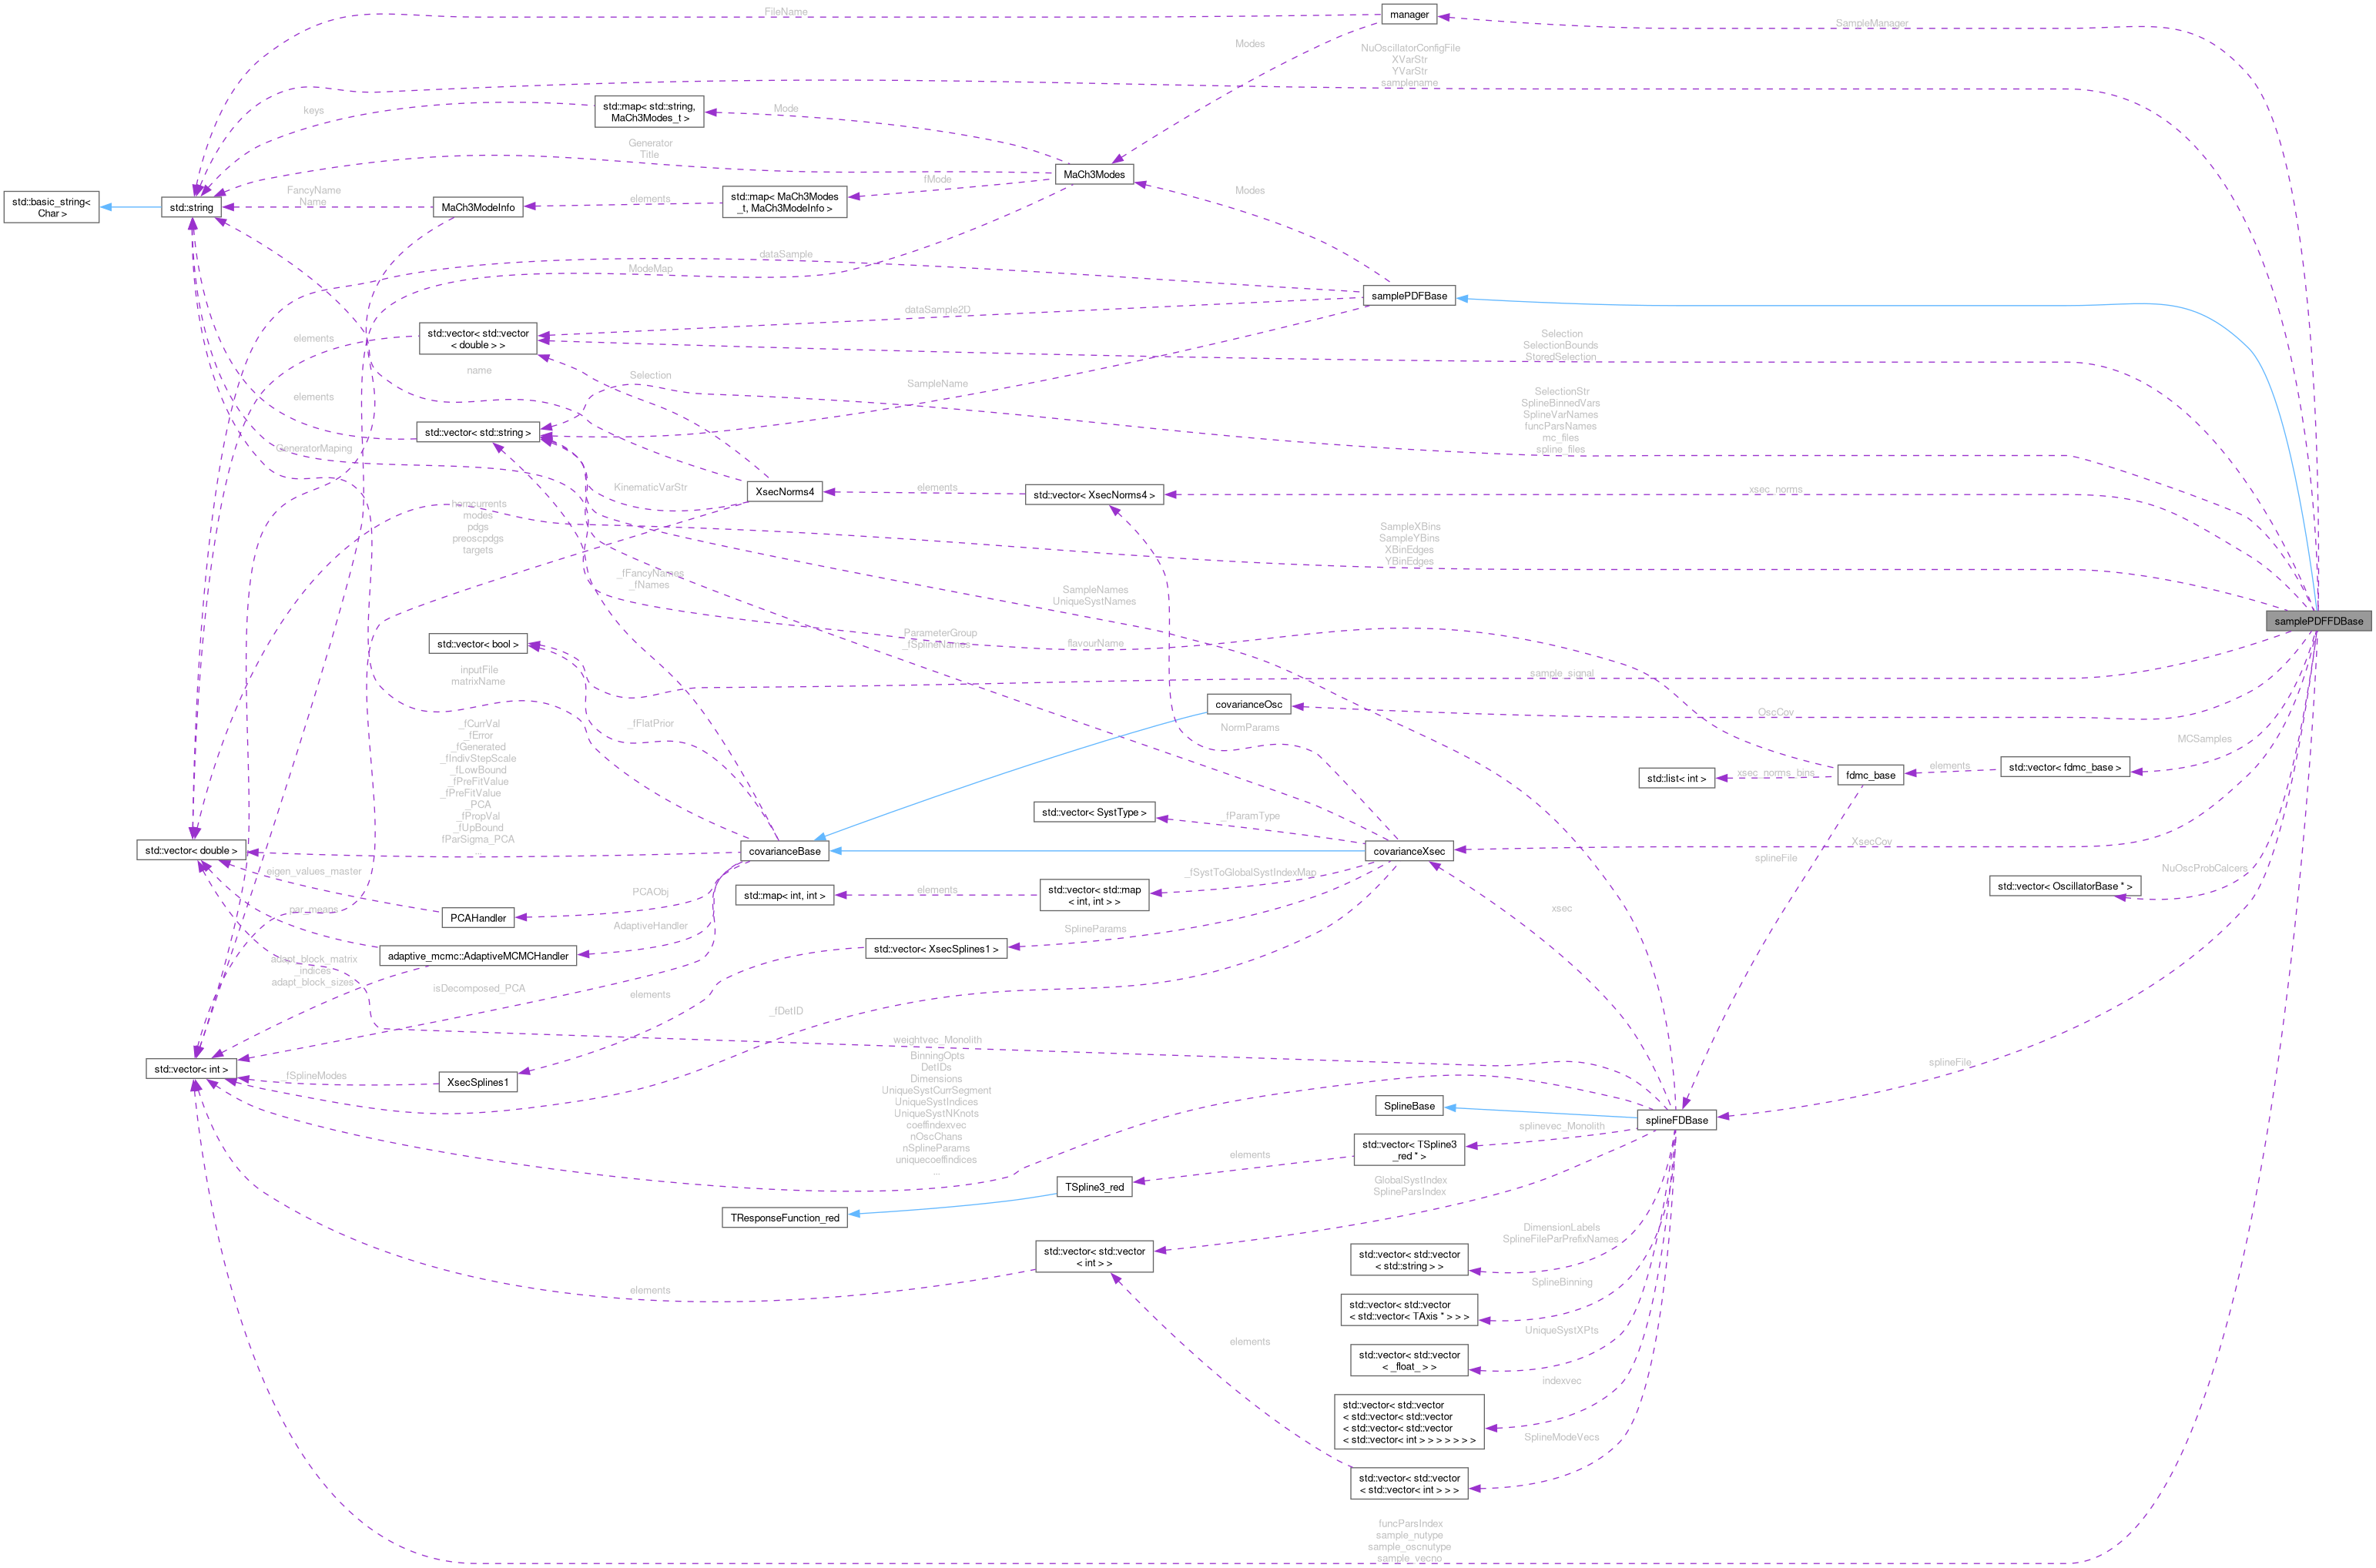 FileName
manager
SampleManager
Modes
NuOscillatorConfigFile
XVarStr
YVarStr
samplename
std::map< std::string,
MaCh3Modes_t >
keys
Mode
Generator
Title
MaCh3Modes
fMode
Modes
std::basic_string<
Char >
std::string
FancyName
Name
MaCh3ModeInfo
elements
std::map< MaCh3Modes
_t, MaCh3ModeInfo >
dataSample
ModeMap
samplePDFBase
dataSample2D
std::vector< std::vector
< double > >
elements
Selection
SelectionBounds
StoredSelection
name
Selection
SampleName
elements
SelectionStr
SplineBinnedVars
SplineVarNames
funcParsNames
mc_files
spline_files
std::vector< std::string >
GeneratorMaping
KinematicVarStr
XsecNorms4
elements
std::vector< XsecNorms4 >
xsec_norms
horncurrents
modes
pdgs
preoscpdgs
targets
SampleXBins
SampleYBins
XBinEdges
YBinEdges
_fFancyNames
_fNames
SampleNames
UniqueSystNames
samplePDFFDBase
std::vector< bool >
ParameterGroup
_fSplineNames
flavourName
inputFile
matrixName
sample_signal
covarianceOsc
OscCov
_fFlatPrior
NormParams
_fCurrVal
_fError
_fGenerated
_fIndivStepScale
_fLowBound
_fPreFitValue
_fPreFitValue
_PCA
_fPropVal
_fUpBound
fParSigma_PCA
MCSamples
std::list< int >
xsec_norms_bins
fdmc_base
elements
std::vector< fdmc_base >
std::vector< SystType >
_fParamType
std::vector< double >
covarianceBase
covarianceXsec
XsecCov
splineFile
eigen_values_master
PCAObj
std::map< int, int >
elements
std::vector< std::map
< int, int > >
_fSystToGlobalSystIndexMap
NuOscProbCalcers
std::vector< OscillatorBase * >
PCAHandler
par_means
AdaptiveHandler
SplineParams
xsec
adaptive_mcmc::AdaptiveMCMCHandler
std::vector< XsecSplines1 >
adapt_block_matrix
_indices
adapt_block_sizes
isDecomposed_PCA
elements
_fDetID
weightvec_Monolith
splineFile
std::vector< int >
fSplineModes
XsecSplines1
BinningOpts
DetIDs
Dimensions
UniqueSystCurrSegment
UniqueSystIndices
UniqueSystNKnots
coeffindexvec
nOscChans
nSplineParams
uniquecoeffindices
...
SplineBase
splineFDBase
splinevec_Monolith
std::vector< TSpline3
_red * >
elements
TSpline3_red
TResponseFunction_red
GlobalSystIndex
SplineParsIndex
DimensionLabels
SplineFileParPrefixNames
std::vector< std::vector
< int > >
std::vector< std::vector
< std::string > >
elements
SplineBinning
std::vector< std::vector
< std::vector< TAxis * > > >
UniqueSystXPts
elements
std::vector< std::vector
< _float_ > >
indexvec
std::vector< std::vector
< std::vector< std::vector
< std::vector< std::vector
< std::vector< int > > > > > > >
SplineModeVecs
std::vector< std::vector
< std::vector< int > > >
funcParsIndex
sample_nutype
sample_oscnutype
sample_vecno